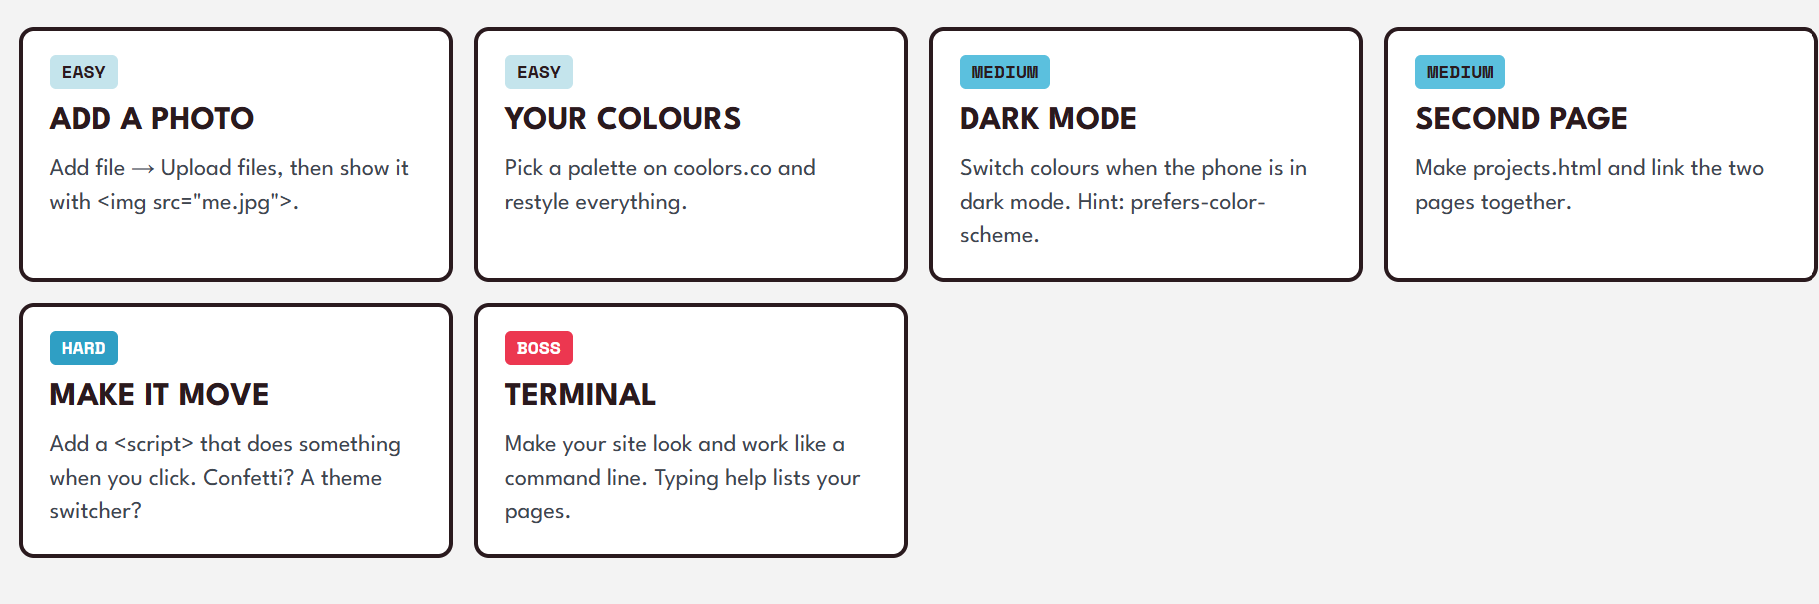 EASY
ADD A PHOTO
Add file → Upload files, then show it
with <img src="me.jpg">.
EASY
YOUR COLOURS
Pick a palette on coolors.co and
restyle everything.
MEDIUM
DARK MODE
Switch colours when the phone is in
dark mode. Hint: prefers-color-
scheme.
MEDIUM
SECOND PAGE
Make projects.html and link the two
pages together.
HARD
MAKE IT MOVE
Add a <script> that does something
when you click. Confetti? A theme
switcher?
BOSS
TERMINAL
Make your site look and work like a
command line. Typing help lists your
pages.